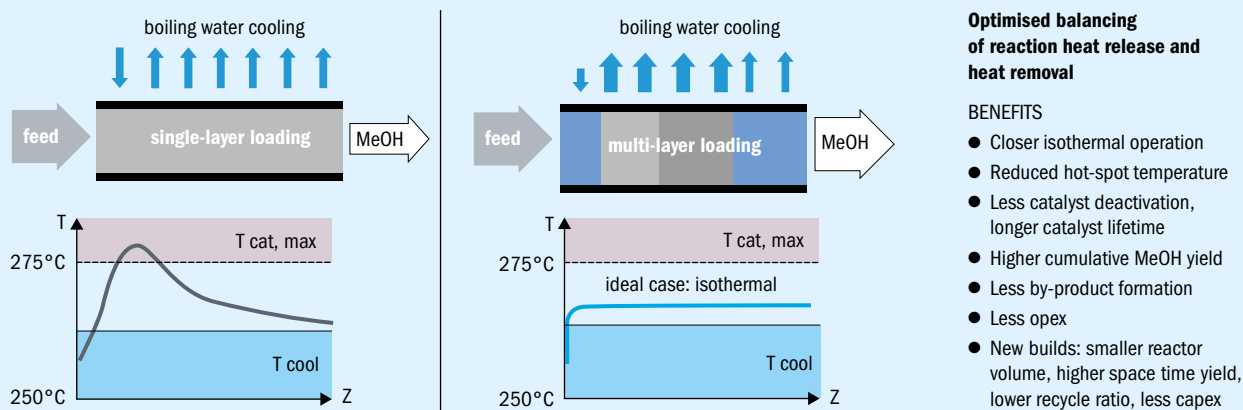 boiling water cooling
feed
single-layer loading
MeOH
T
T cat, max
275°C
T cool
250°C
Z
boiling water cooling
feed
multi-layer loading
MeOH
T
T cat, max
275°C
ideal case: isothermal
T cool
250°C
Z
Optimised balancing
of reaction heat release and
heat removal
BENEFITS
● Closer isothermal operation
● Reduced hot-spot temperature
● Less catalyst deactivation,
longer catalyst lifetime
● Higher cumulative MeOH yield
● Less by-product formation
● Less opex
● New builds: smaller reactor
volume, higher space time yield,
lower recycle ratio, less capex